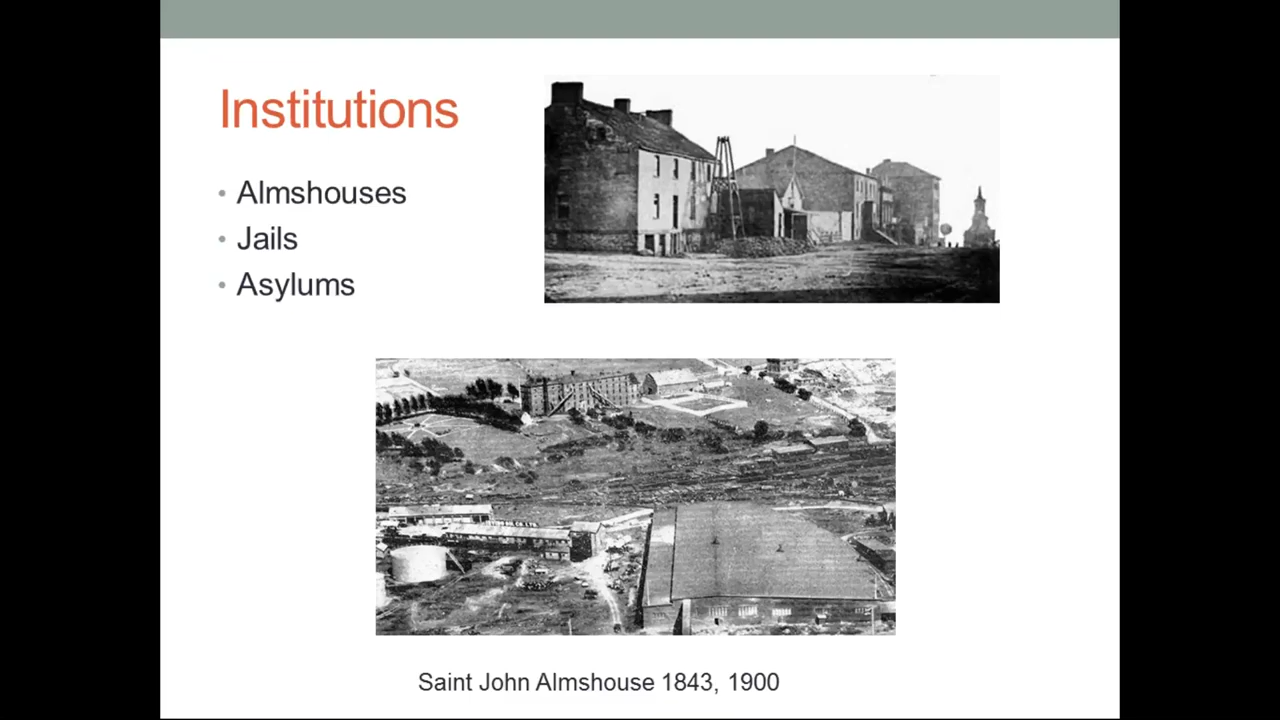 Institutions
• Almshouses
• Jails
• Asylums
Saint John Almshouse 1843, 1900